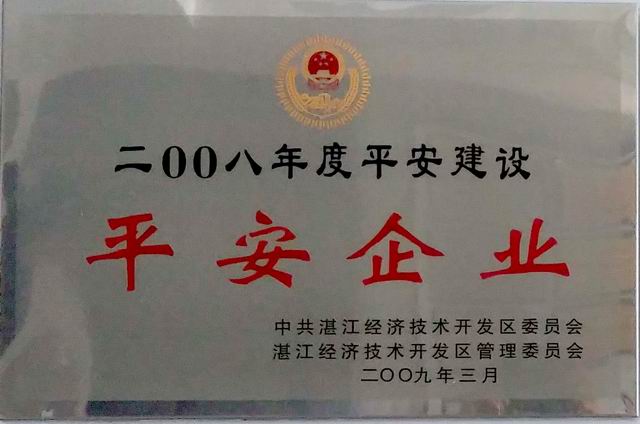 二00八年度平安建设
平安企业
中共湛江经济技术开发区委员会
湛江经济技术开发区管理委员会
二〇〇九年三月